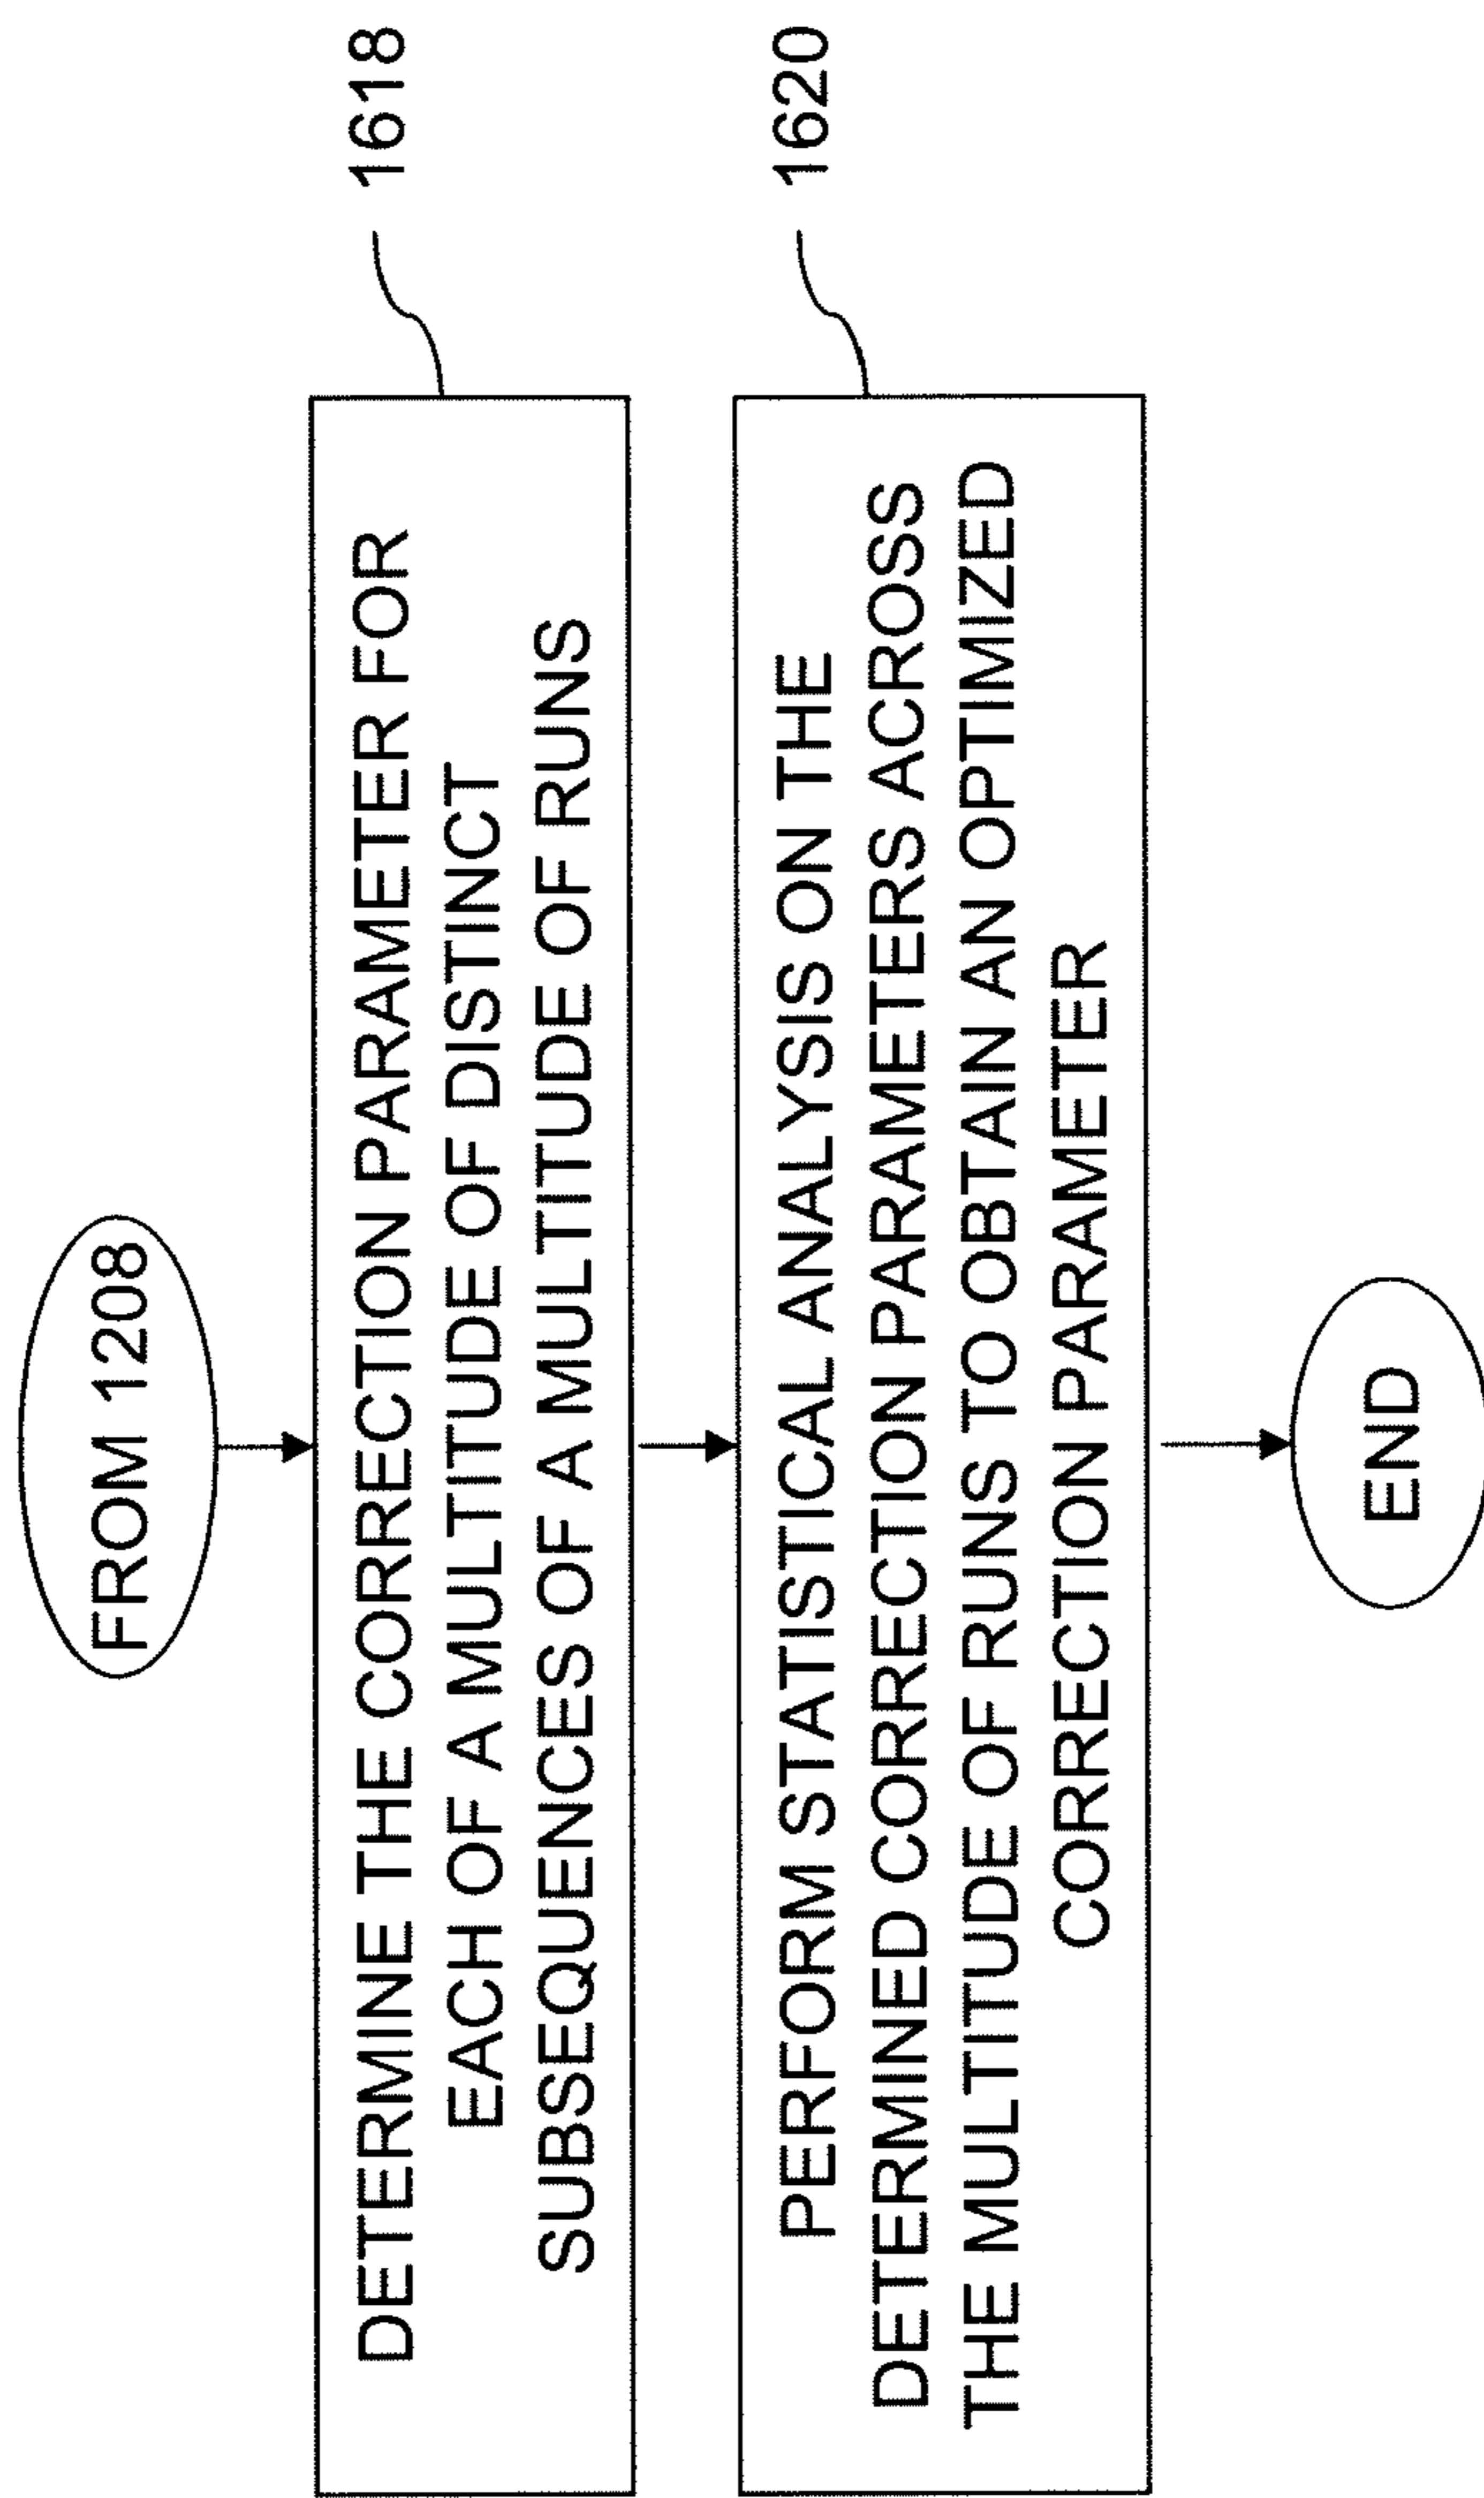 FROM 1208
1618
DETERMINE THE CORRECTION PARAMETER FOR
EACH OF A MULTITUDE OF DISTINCT
SUBSEQUENCES OF A MULTITUDE OF RUNS
1620
PERFORM STATISTICAL ANALYSIS ON THE
DETERMINED CORRECTION PARAMETERS ACROSS
THE MULTITUDE OF RUNS TO OBTAIN AN OPTIMIZED
CORRECTION PARAMETER
END